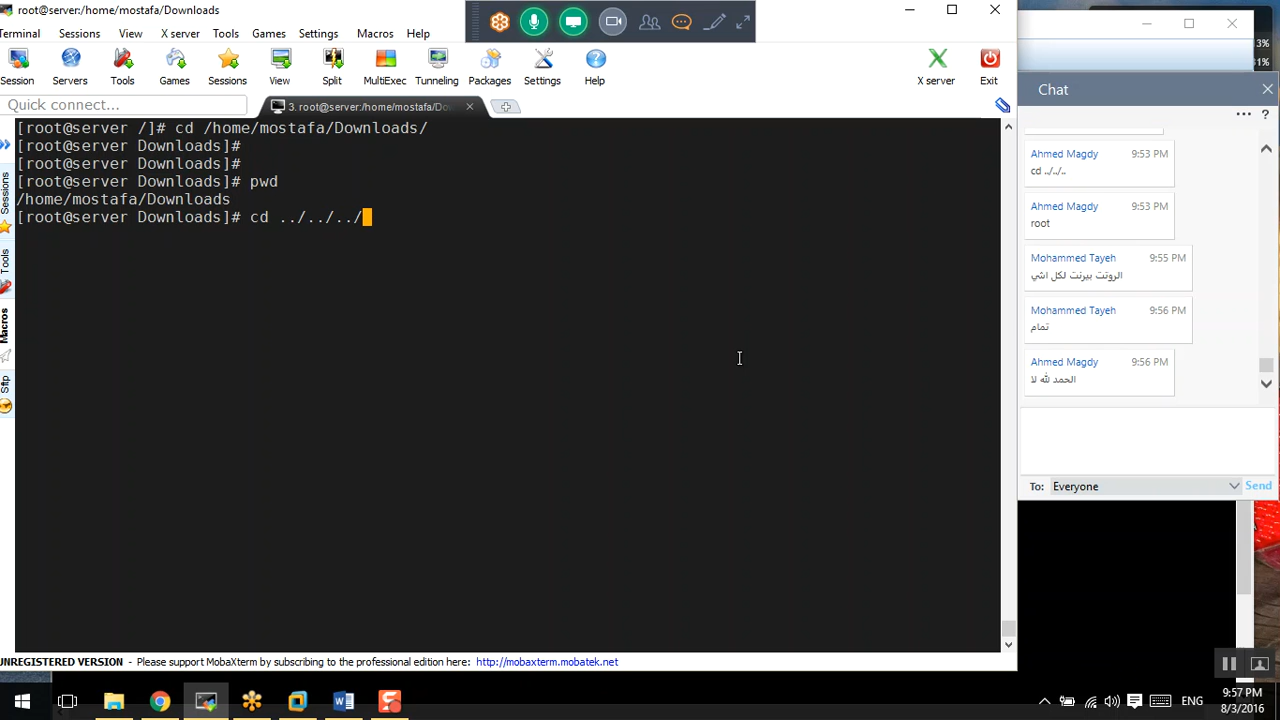 root@server:/home/mostafa/Downloads
Terminal Sessions View X server Tools Games Settings Macros Help
Session Servers Tools Games Sessions View Split MultiExec Tunneling Packages Settings Help X server Exit
Quick connect...
3. root@server:/home/mostafa/Do
[root@server /]# cd /home/mostafa/Downloads/
[root@server Downloads]#
[root@server Downloads]#
[root@server Downloads]# pwd
/home/mostafa/Downloads
[root@server Downloads]# cd ../../../
Sessions
Tools
Macros
Sftp
UNREGISTERED VERSION - Please support MobaXterm by subscribing to the professional edition here: http://mobaxterm.mobatek.net
3%
31%
Chat
Ahmed Magdy 9:53 PM
cd ../../..
Ahmed Magdy 9:53 PM
root
Mohammed Tayeh 9:55 PM
الروتت بيرنت لكل اشي
Mohammed Tayeh 9:56 PM
تمام
Ahmed Magdy 9:56 PM
الحمد لله لا
To: Everyone Send
ENG
9:57 PM
8/3/2016